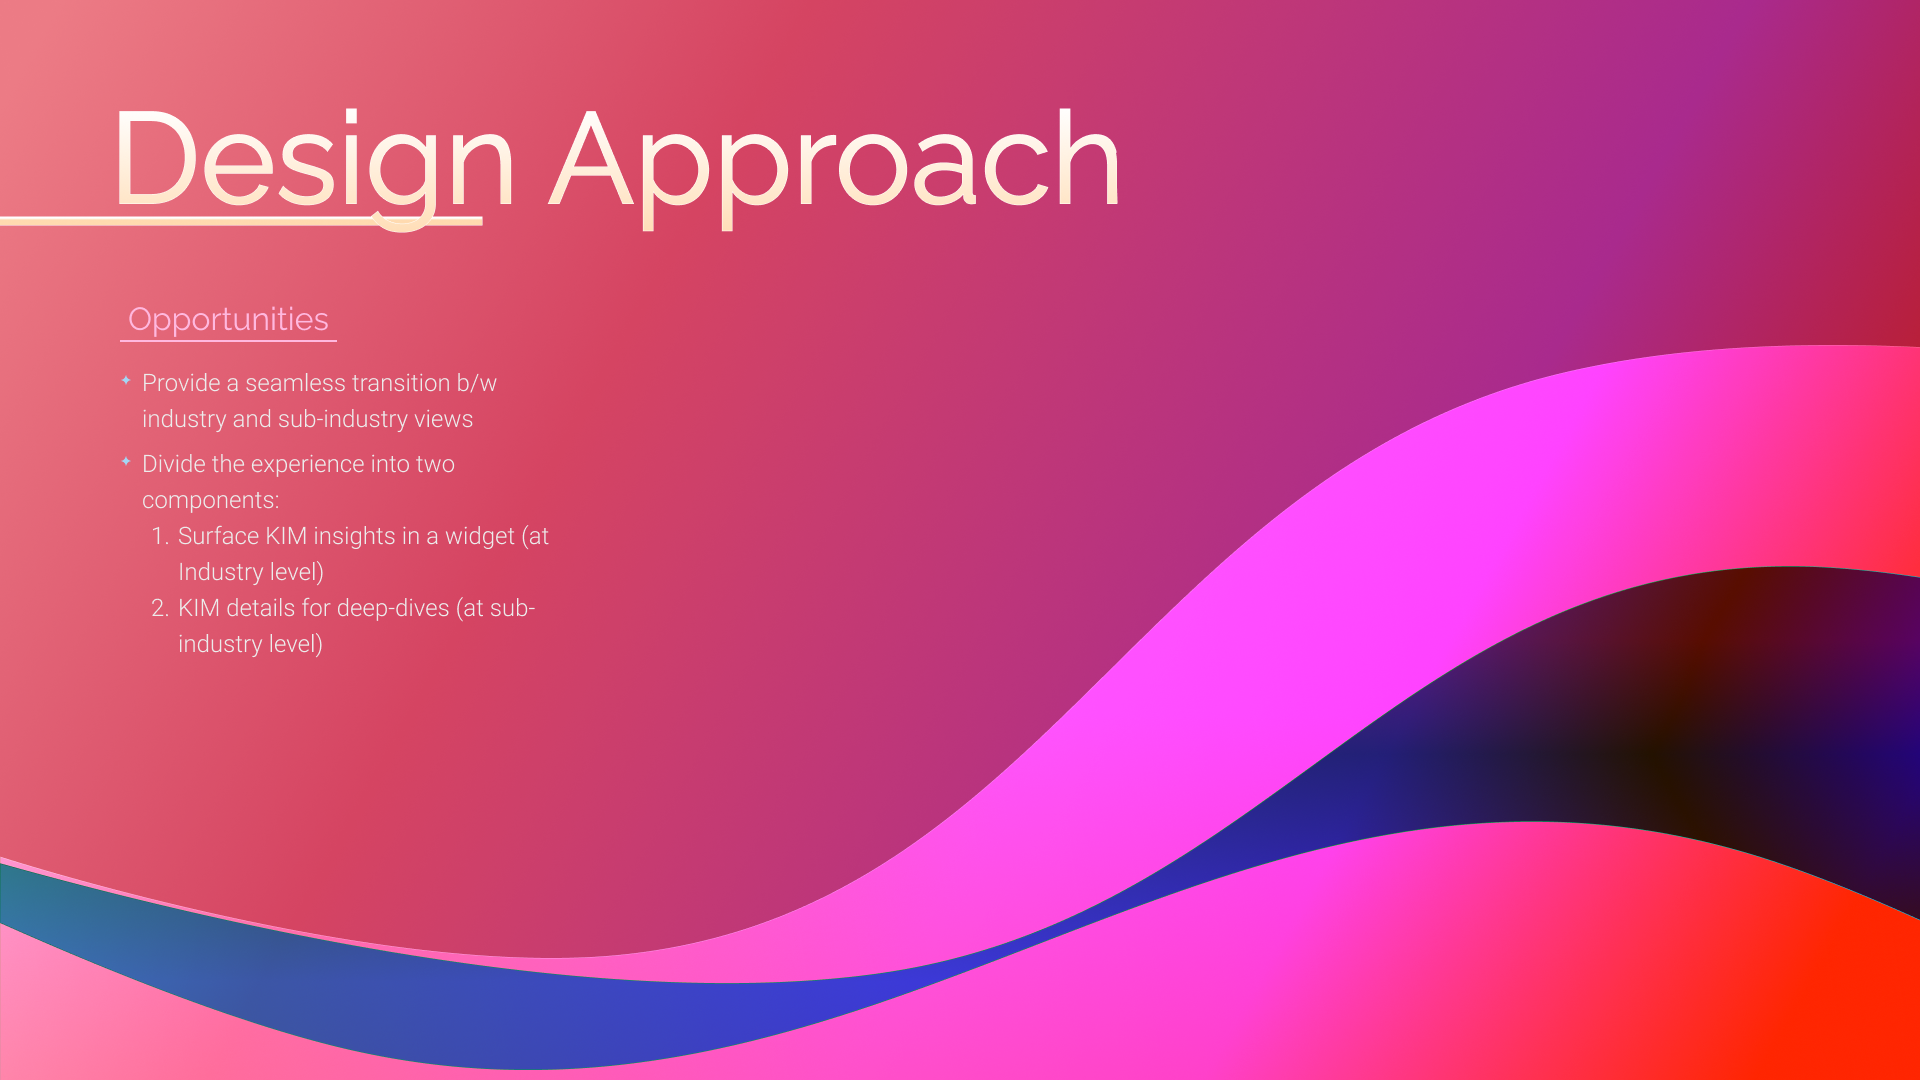 Design Approach
Opportunities
Provide a seamless transition b/w
industry and sub-industry views
Divide the experience into two
components:
1. Surface KIM insights in a widget (at
Industry level)
2. KIM details for deep-dives (at sub-
industry level)